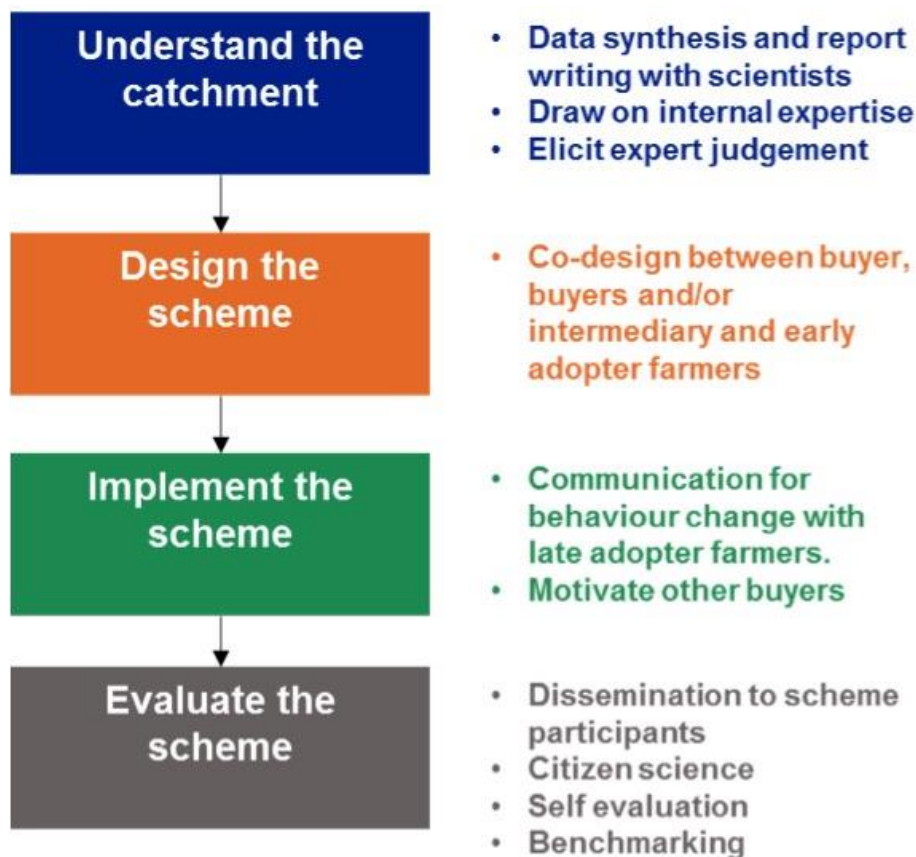 Understand the
catchment
• Data synthesis and report
writing with scientists
• Draw on internal expertise
• Elicit expert judgement
Design the
scheme
• Co-design between buyer,
buyers and/or
intermediary and early
adopter farmers
Implement the
scheme
• Communication for
behaviour change with
late adopter farmers.
• Motivate other buyers
Evaluate the
scheme
• Dissemination to scheme
participants
• Citizen science
• Self evaluation
• Benchmarking